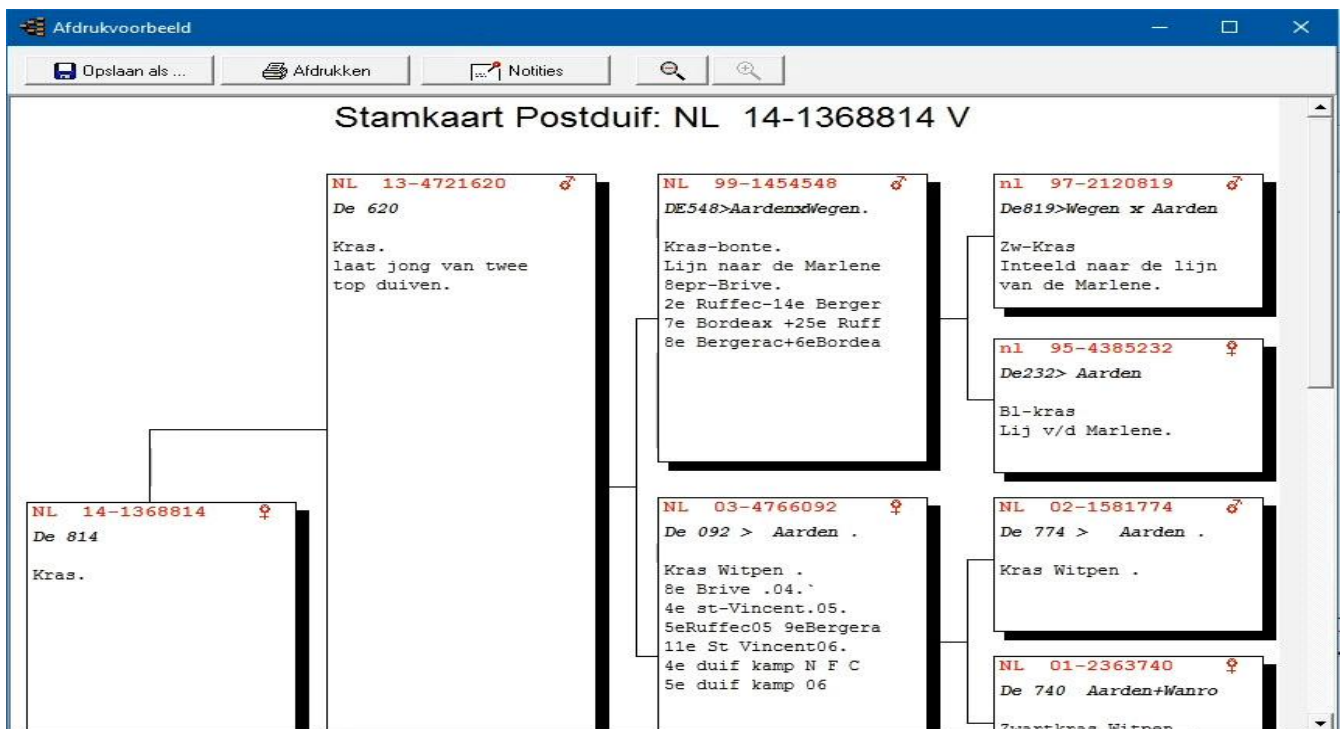 Afdrukvoorbeeld
Opslaan als ...
Afdrukken
Notities
Stamkaart Postduif: NL 14-1368814 V
NL 13-4721620 ♂
De 620
Kras.
laat jong van twee
top duiven.
NL 99-1454548 ♂
DE548>AardenxWegen.
Kras-bonte.
Lijn naar de Marlene
8epr-Brive.
2e Ruffec-14e Berger
7e Bordeax +25e Ruff
8e Bergerac+6eBordea
nl 97-2120819 ♂
De819>Wegen x Aarden
Zw-Kras
Inteeld naar de lijn
van de Marlene.
nl 95-4385232 ♀
De232> Aarden
Bl-kras
Lij v/d Marlene.
NL 14-1368814 ♀
De 814
Kras.
NL 03-4766092 ♀
De 092 > Aarden .
Kras Witpen .
8e Brive .04.`
4e st-Vincent.05.
5eRuffec05 9eBergera
11e St Vincent06.
4e duif kamp N F C
5e duif kamp 06
NL 02-1581774 ♂
De 774 > Aarden .
Kras Witpen .
NL 01-2363740 ♀
De 740 Aarden+Wanro
Zwartkras Witpen